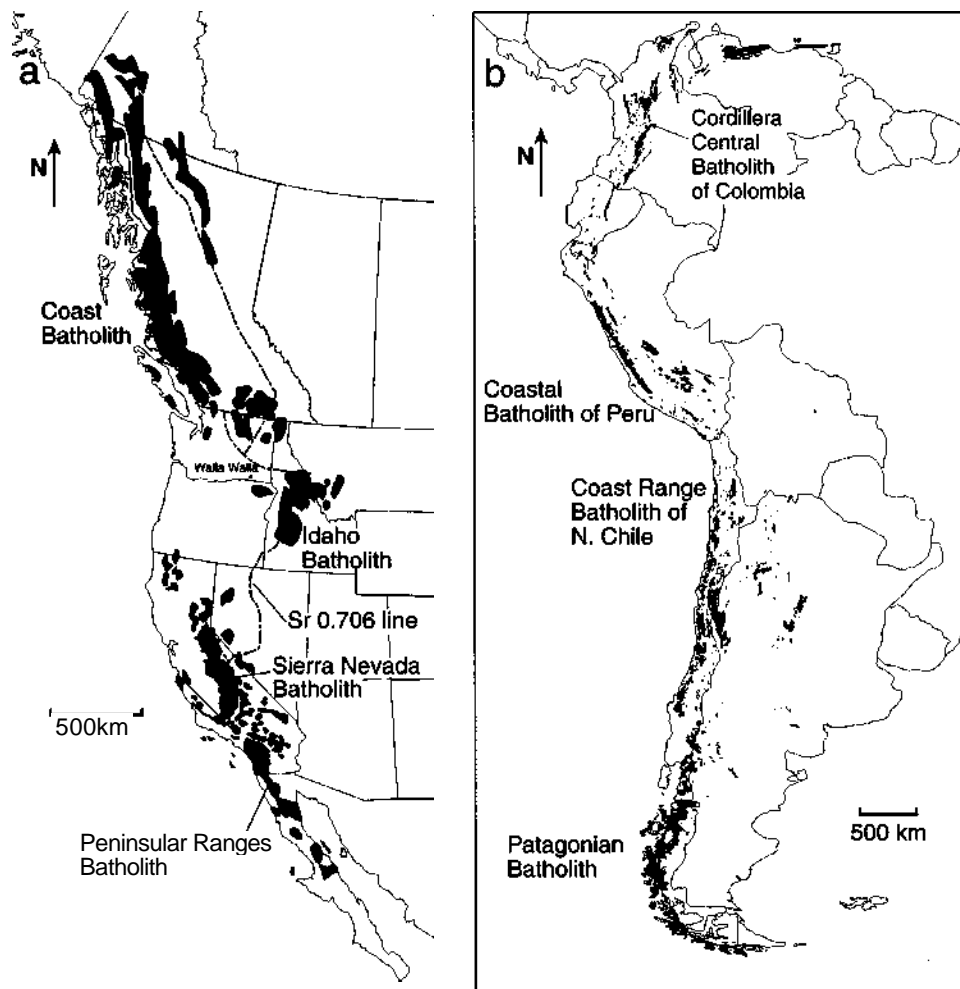 a
N
Coast
Batholith
Walla Walla
Idaho
Batholith
Sr 0.706 line
Sierra Nevada
Batholith
500km
Peninsular Ranges
Batholith
b
N
Cordillera
Central
Batholith
of Colombia
Coastal
Batholith of Peru
Coast Range
Batholith of
N. Chile
500 km
Patagonian
Batholith